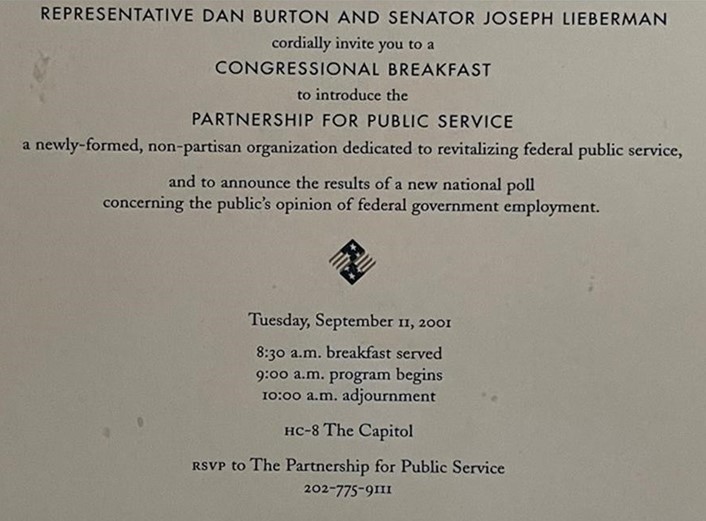 REPRESENTATIVE DAN BURTON AND SENATOR JOSEPH LIEBERMAN
cordially invite you to a
CONGRESSIONAL BREAKFAST
to introduce the
PARTNERSHIP FOR PUBLIC SERVICE
a newly-formed, non-partisan organization dedicated to revitalizing federal public service,
and to announce the results of a new national poll
concerning the public's opinion of federal government employment.
Tuesday, September 11, 2001
8:30 a.m. breakfast served
9:00 a.m. program begins
10:00 a.m. adjournment
HC-8 The Capitol
RSVP to The Partnership for Public Service
202-775-9111